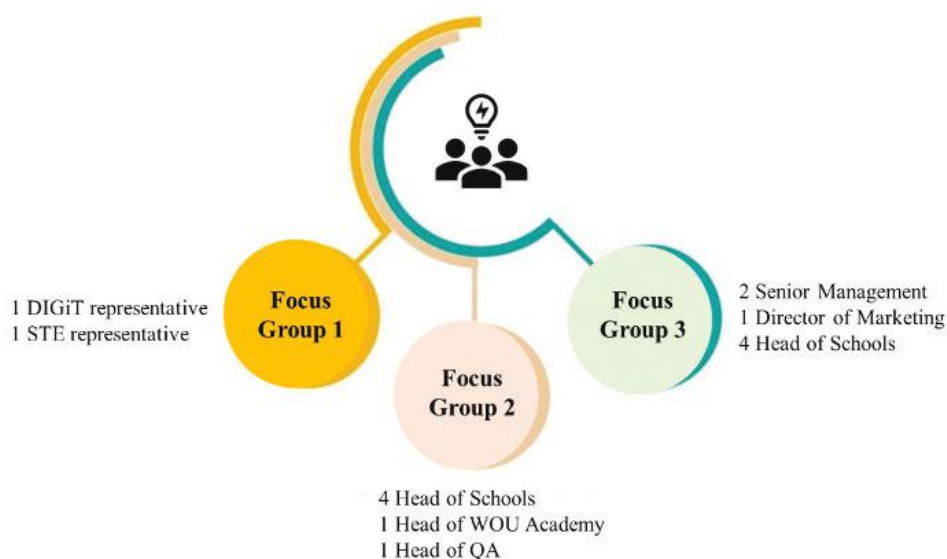 Focus
Group 1
1 DIGiT representative
1 STE representative
Focus
Group 2
4 Head of Schools
1 Head of WOU Academy
1 Head of QA
Focus
Group 3
2 Senior Management
1 Director of Marketing
4 Head of Schools